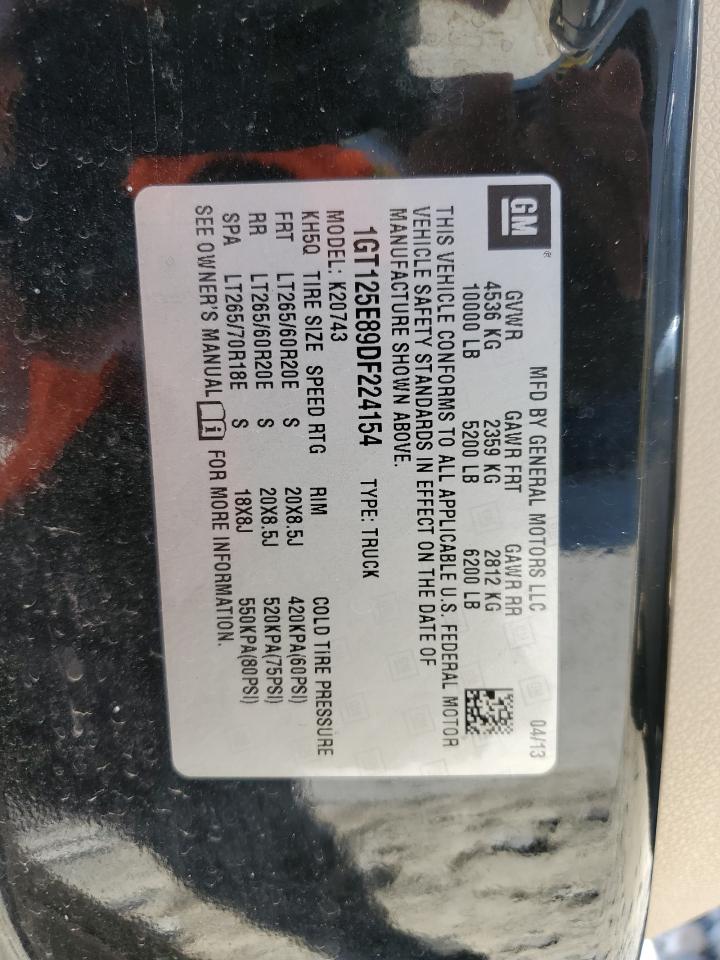 GM ®
MFD BY GENERAL MOTORS LLC 04/13
GVWR GAWR FRT GAWR RR
4536 KG 2359 KG 2812 KG
10000 LB 5200 LB 6200 LB
THIS VEHICLE CONFORMS TO ALL APPLICABLE U.S. FEDERAL MOTOR
VEHICLE SAFETY STANDARDS IN EFFECT ON THE DATE OF
MANUFACTURE SHOWN ABOVE.
1GT125E89DF224154 TYPE: TRUCK
MODEL: K20743
KH5Q TIRE SIZE SPEED RTG RIM COLD TIRE PRESSURE
FRT LT265/60R20E S 20X8.5J 420KPA(60PSI)
RR LT265/60R20E S 20X8.5J 520KPA(75PSI)
SPA LT265/70R18E S 18X8J 550KPA(80PSI)
SEE OWNER'S MANUAL i FOR MORE INFORMATION.